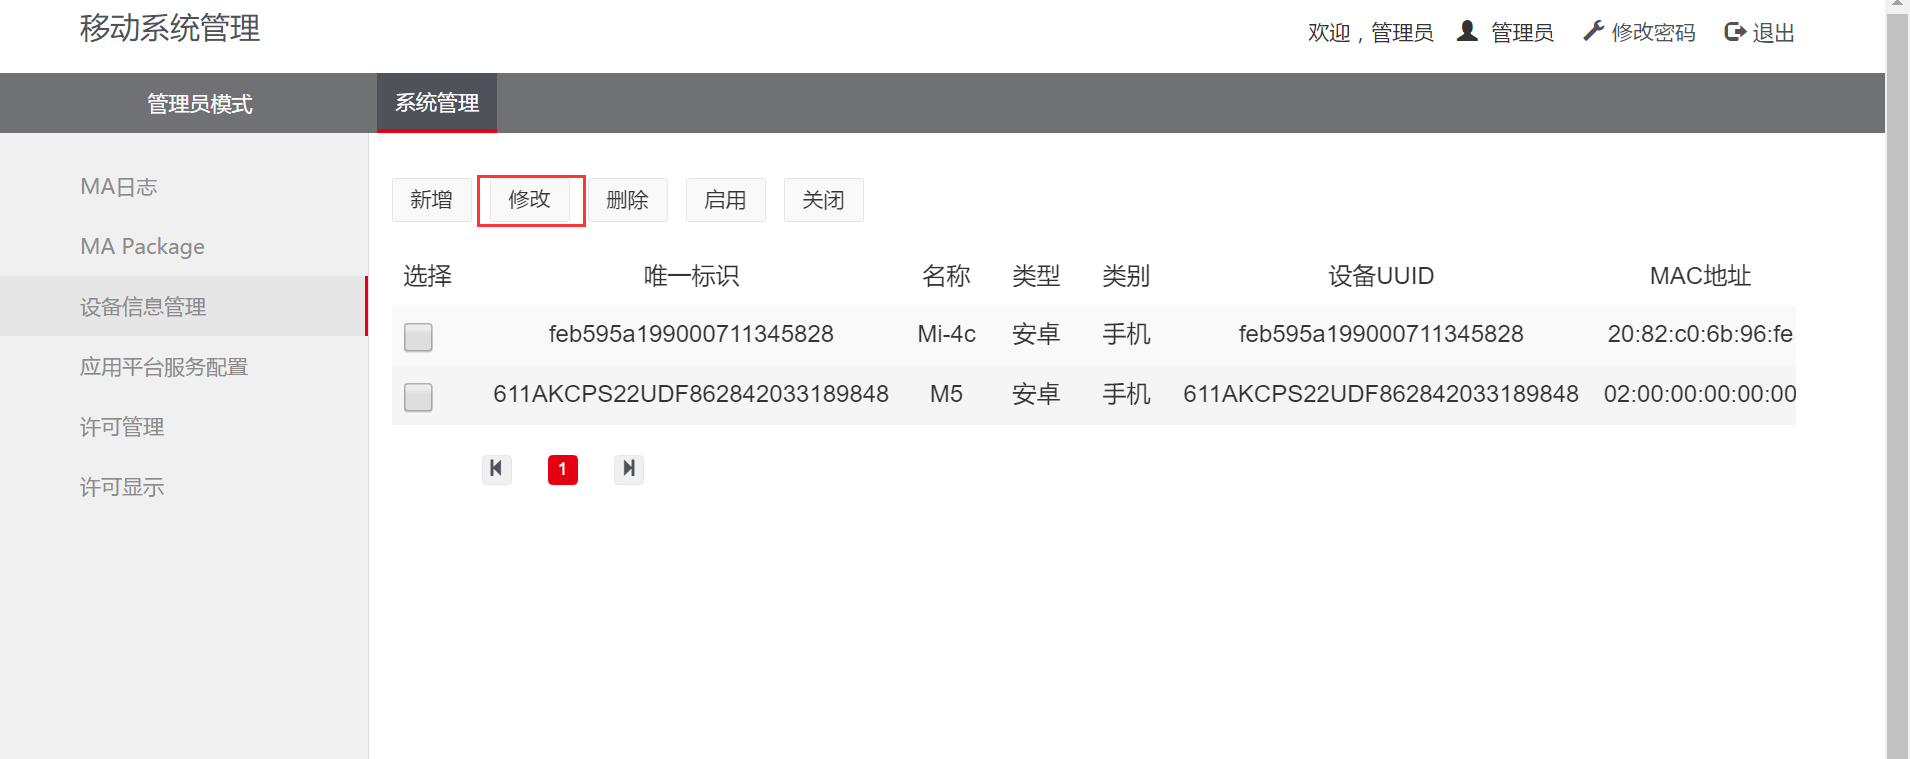 移动系统管理
欢迎，管理员 管理员 修改密码 退出
管理员模式 系统管理
MA日志
MA Package
设备信息管理
应用平台服务配置
许可管理
许可显示
新增 修改 删除 启用 关闭
选择 唯一标识 名称 类型 类别 设备UUID MAC地址
feb595a199000711345828 Mi-4c 安卓 手机 feb595a199000711345828 20:82:c0:6b:96:fe
611AKCPS22UDF862842033189848 M5 安卓 手机 611AKCPS22UDF862842033189848 02:00:00:00:00:00
1